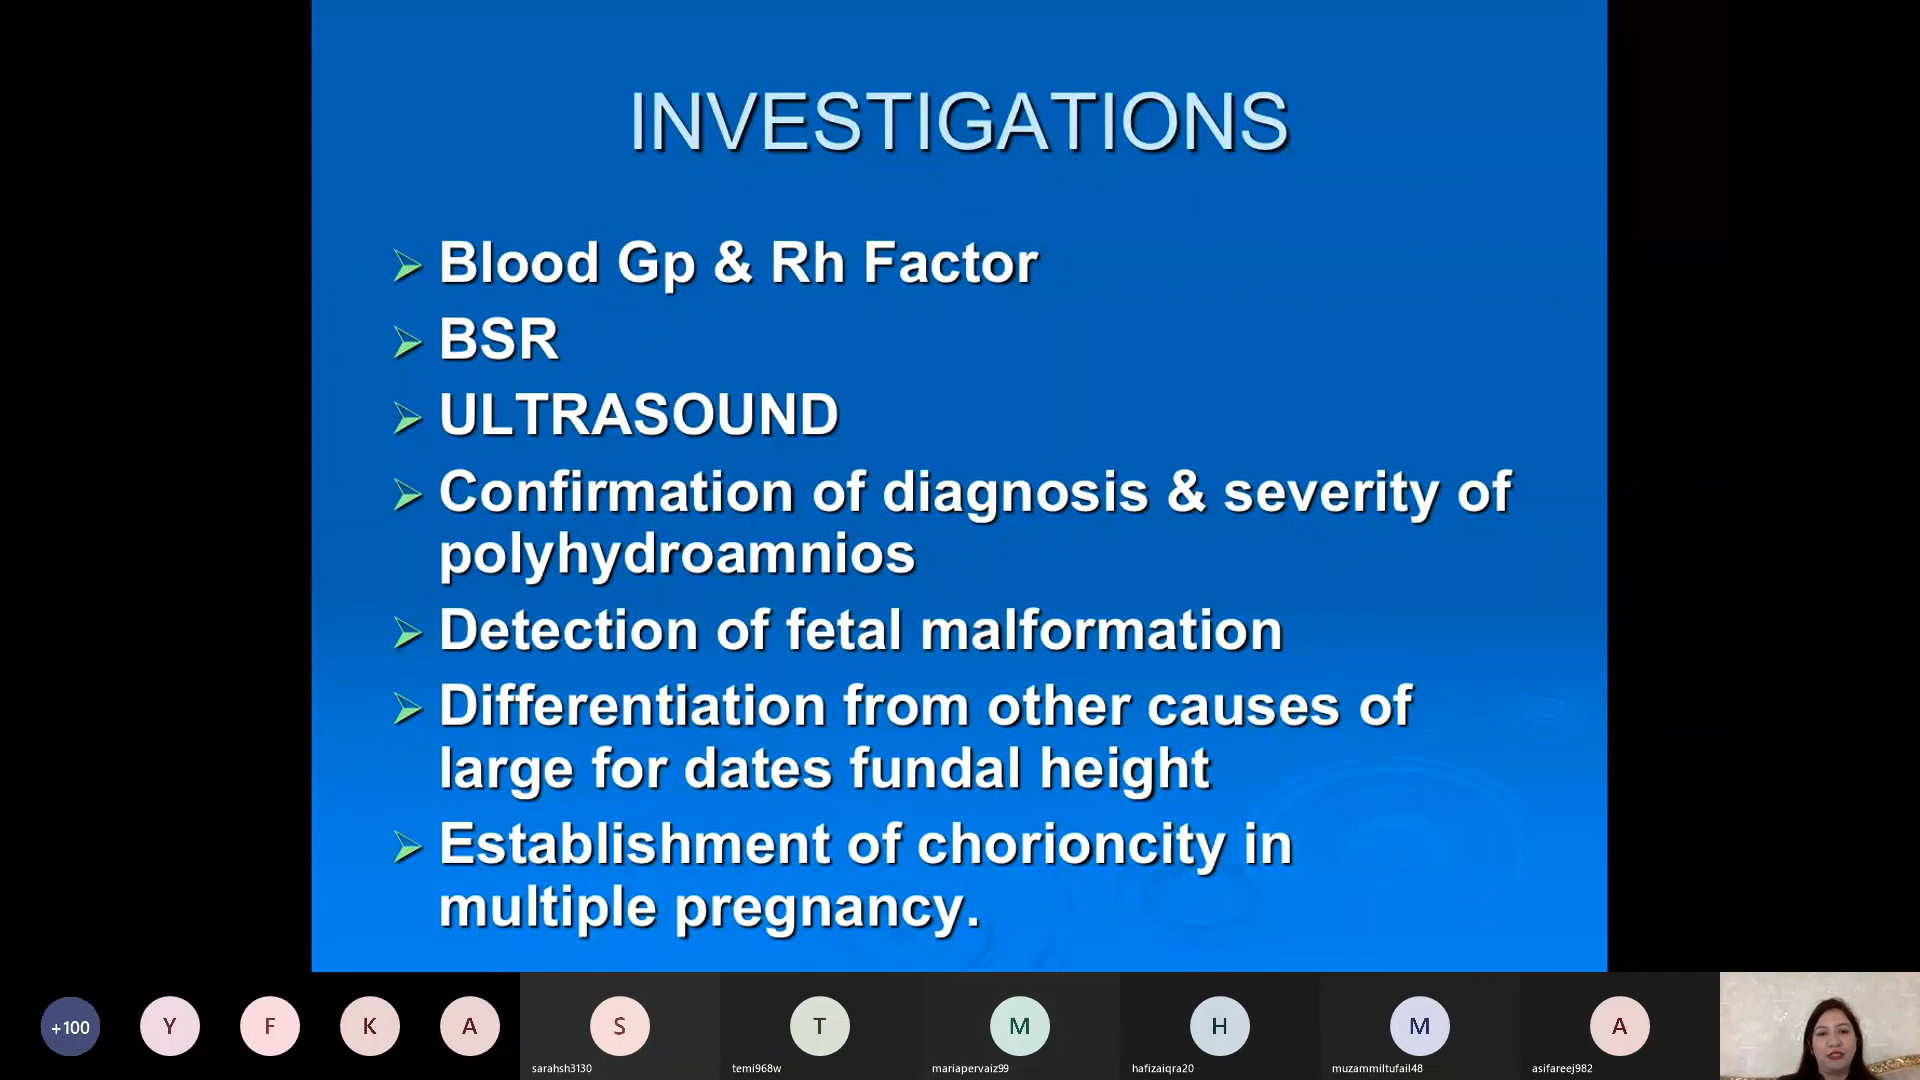 INVESTIGATIONS
Blood Gp & Rh Factor
BSR
ULTRASOUND
Confirmation of diagnosis & severity of
polyhydroamnios
Detection of fetal malformation
Differentiation from other causes of
large for dates fundal height
Establishment of chorioncity in
multiple pregnancy.
+100
Y
F
K
A
S
T
M
H
M
A
sarahsh3130
temi968w
mariapervaiz99
hafizaiqra20
muzammiltufail48
asifareej982